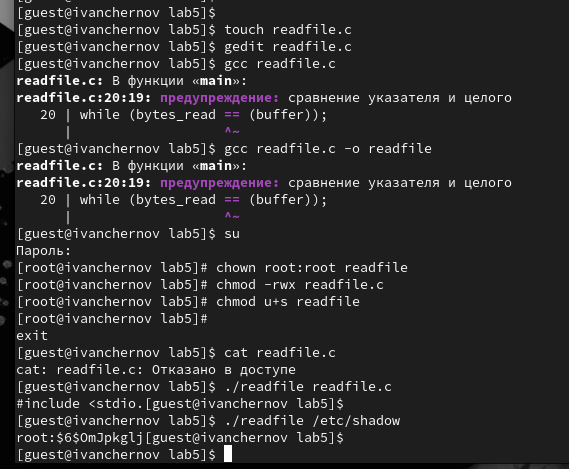 [guest@ivanchernov lab5]$
[guest@ivanchernov lab5]$ touch readfile.c
[guest@ivanchernov lab5]$ gedit readfile.c
[guest@ivanchernov lab5]$ gcc readfile.c
readfile.c: В функции «main»:
readfile.c:20:19: предупреждение: сравнение указателя и целого
   20 | while (bytes_read == (buffer));
      |                   ^~
[guest@ivanchernov lab5]$ gcc readfile.c -o readfile
readfile.c: В функции «main»:
readfile.c:20:19: предупреждение: сравнение указателя и целого
   20 | while (bytes_read == (buffer));
      |                   ^~
[guest@ivanchernov lab5]$ su
Пароль:
[root@ivanchernov lab5]# chown root:root readfile
[root@ivanchernov lab5]# chmod -rwx readfile.c
[root@ivanchernov lab5]# chmod u+s readfile
[root@ivanchernov lab5]#
exit
[guest@ivanchernov lab5]$ cat readfile.c
cat: readfile.c: Отказано в доступе
[guest@ivanchernov lab5]$ ./readfile readfile.c
#include <stdio.[guest@ivanchernov lab5]$
[guest@ivanchernov lab5]$ ./readfile /etc/shadow
root:$6$OmJpkglj[guest@ivanchernov lab5]$
[guest@ivanchernov lab5]$